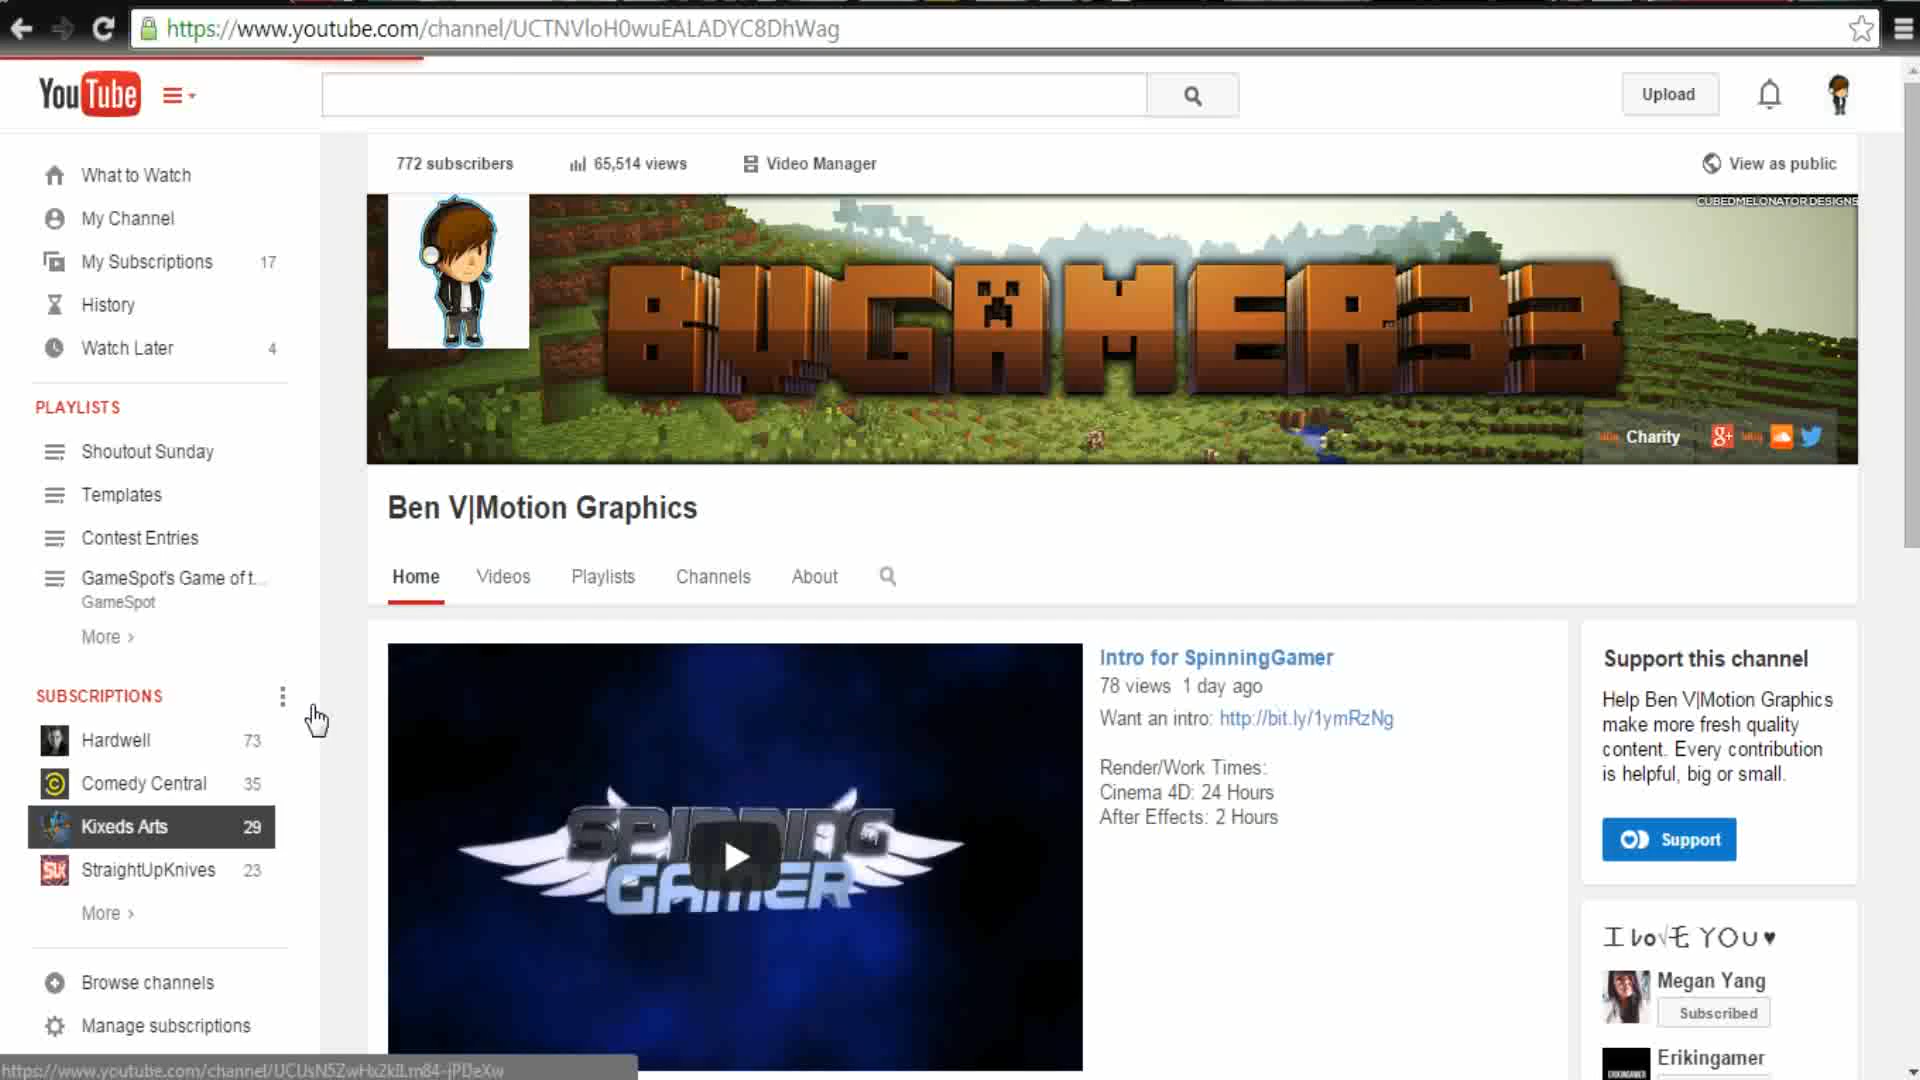 https://www.youtube.com/channel/UCTNVloH0wuEALADYC8DhWag
YouTube
Upload
What to Watch
My Channel
My Subscriptions 17
History
Watch Later 4
PLAYLISTS
Shoutout Sunday
Templates
Contest Entries
GameSpot's Game of t...
GameSpot
More ›
SUBSCRIPTIONS
Hardwell 73
Comedy Central 35
Kixeds Arts 29
StraightUpKnives 23
More ›
Browse channels
Manage subscriptions
772 subscribers
65,514 views
Video Manager
View as public
CUBEDMELONATOR DESIGNS
BVGAMER33
Charity
Ben V|Motion Graphics
Home
Videos
Playlists
Channels
About
SPINNING
GAMER
Intro for SpinningGamer
78 views 1 day ago
Want an intro: http://bit.ly/1ymRzNg
Render/Work Times:
Cinema 4D: 24 Hours
After Effects: 2 Hours
Support this channel
Help Ben V|Motion Graphics
make more fresh quality
content. Every contribution
is helpful, big or small.
Support
I LoVE YOU ♥
Megan Yang
Subscribed
Erikingamer
ERIKINGAMER